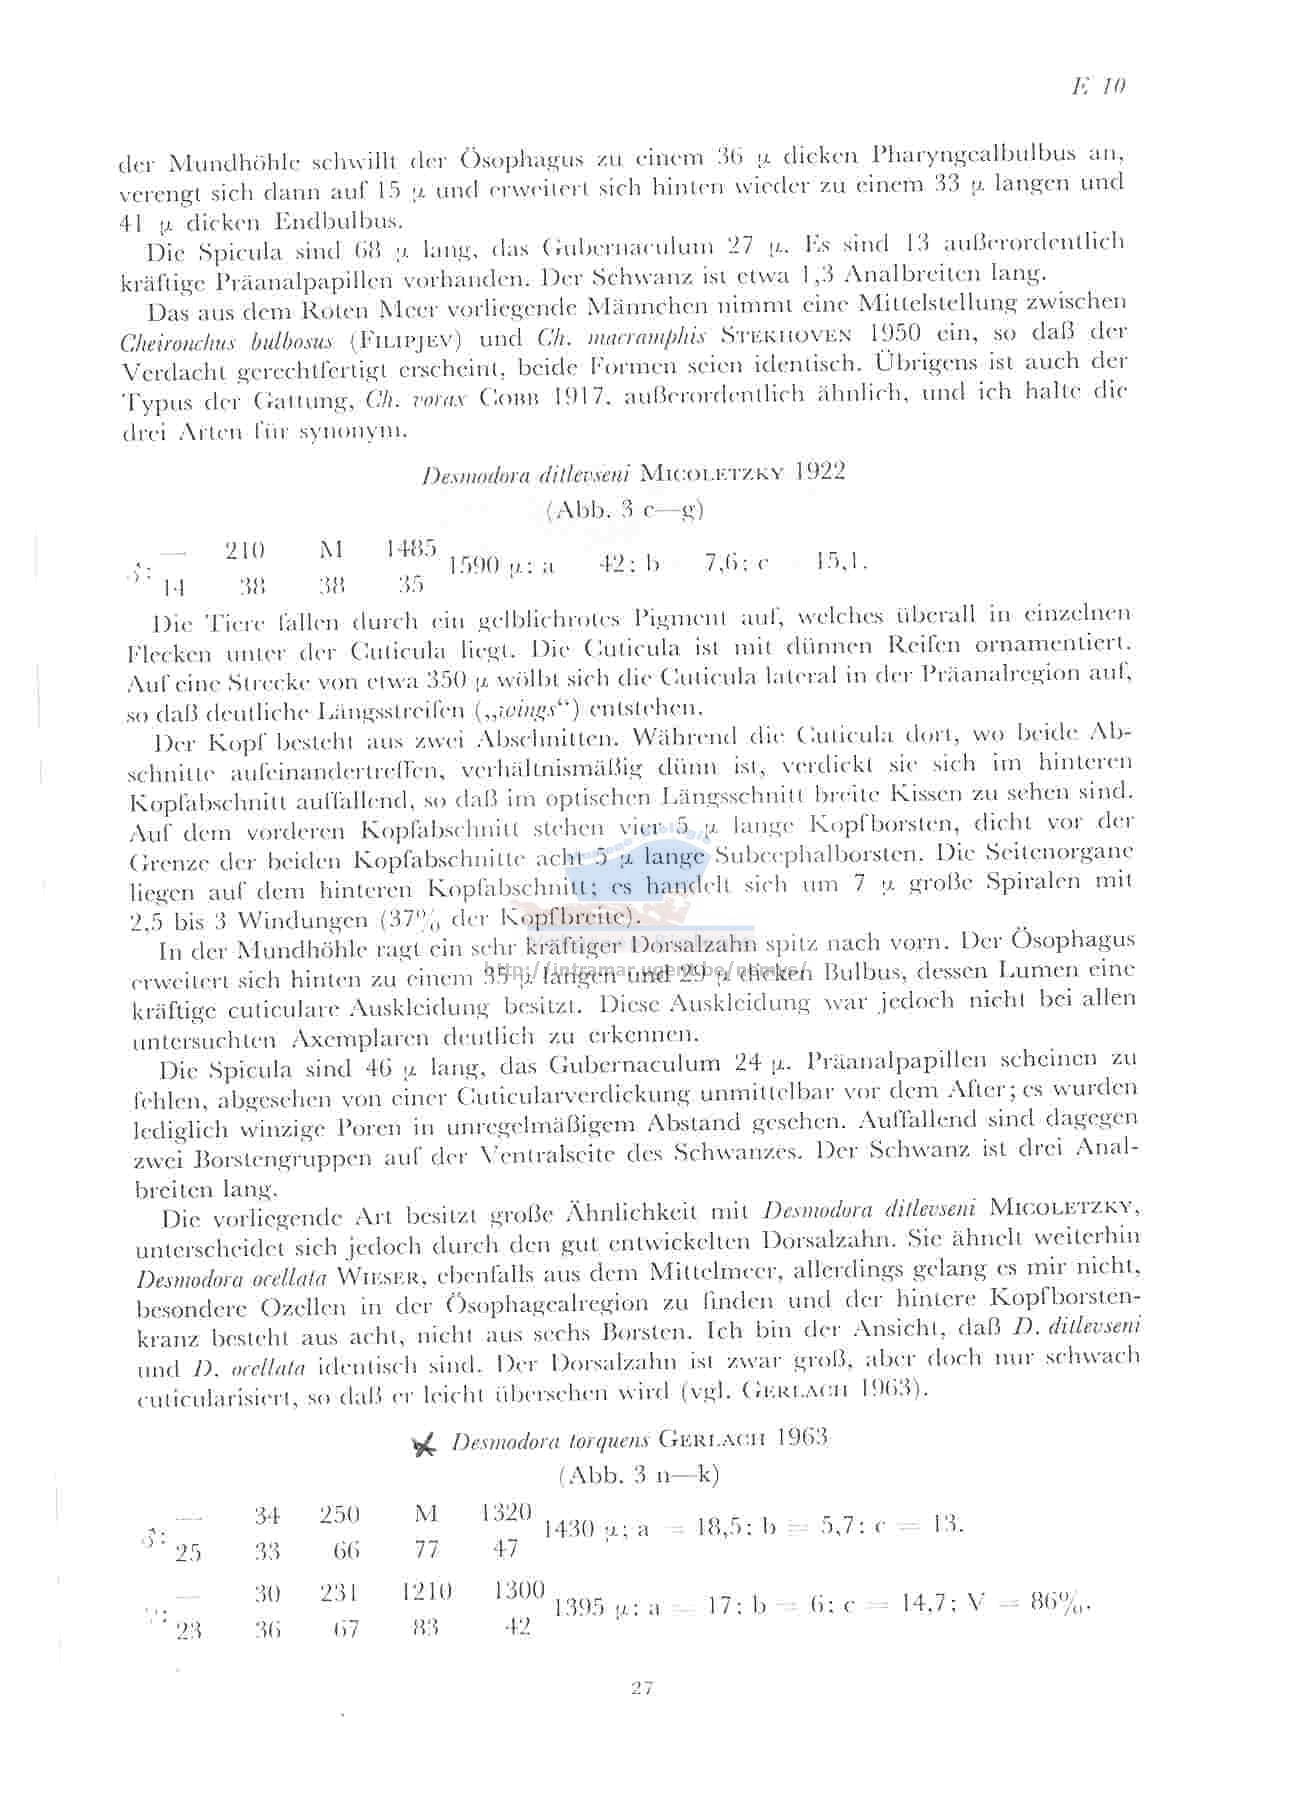 E 10
der Mundhöhle schwillt der Ösophagus zu einem 36 μ dicken Pharyngealbulbus an,
verengt sich dann auf 15 μ und erweitert sich hinten wieder zu einem 33 μ langen und
41 μ dicken Endbulbus.
Die Spicula sind 68 μ lang, das Gubernaculum 27 μ. Es sind 13 außerordentlich
kräftige Präanalpapillen vorhanden. Der Schwanz ist etwa 1,3 Analbreiten lang.
Das aus dem Roten Meer vorliegende Männchen nimmt eine Mittelstellung zwischen
Cheironchus bulbosus (FILIPJEV) und Ch. macramphis STEKHOVEN 1950 ein, so daß der
Verdacht gerechtfertigt erscheint, beide Formen seien identisch. Übrigens ist auch der
Typus der Gattung, Ch. vorax COBB 1917, außerordentlich ähnlich, und ich halte die
drei Arten für synonym.
Desmodora ditlevseni MICOLETZKY 1922
(Abb. 3 c—g)
— 210 M 1485
♂: 1590 μ; a 42; b 7,6; c 15,1.
14 38 38 35
Die Tiere fallen durch ein gelblichrotes Pigment auf, welches überall in einzelnen
Flecken unter der Cuticula liegt. Die Cuticula ist mit dünnen Reifen ornamentiert.
Auf eine Strecke von etwa 350 μ wölbt sich die Cuticula lateral in der Präanalregion auf,
so daß deutliche Längsstreifen („wings“) entstehen.
Der Kopf besteht aus zwei Abschnitten. Während die Cuticula dort, wo beide Ab-
schnitte aufeinandertreffen, verhältnismäßig dünn ist, verdickt sie sich im hinteren
Kopfabschnitt auffallend, so daß im optischen Längsschnitt breite Kissen zu sehen sind.
Auf dem vorderen Kopfabschnitt stehen vier 5 μ lange Kopfborsten, dicht vor der
Grenze der beiden Kopfabschnitte acht 5 μ lange Subcephalborsten. Die Seitenorgane
liegen auf dem hinteren Kopfabschnitt; es handelt sich um 7 μ große Spiralen mit
2,5 bis 3 Windungen (37% der Kopfbreite).
In der Mundhöhle ragt ein sehr kräftiger Dorsalzahn spitz nach vorn. Der Ösophagus
http://intramar.ugent.be/nemys/
erweitert sich hinten zu einem 35 μ langen und 29 μ dicken Bulbus, dessen Lumen eine
kräftige cuticulare Auskleidung besitzt. Diese Auskleidung war jedoch nicht bei allen
untersuchten Axemplaren deutlich zu erkennen.
Die Spicula sind 46 μ lang, das Gubernaculum 24 μ. Präanalpapillen scheinen zu
fehlen, abgesehen von einer Cuticularverdickung unmittelbar vor dem After; es wurden
lediglich winzige Poren in unregelmäßigem Abstand gesehen. Auffallend sind dagegen
zwei Borstengruppen auf der Ventralseite des Schwanzes. Der Schwanz ist drei Anal-
breiten lang.
Die vorliegende Art besitzt große Ähnlichkeit mit Desmodora ditlevseni MICOLETZKY,
unterscheidet sich jedoch durch den gut entwickelten Dorsalzahn. Sie ähnelt weiterhin
Desmodora ocellata WIESER, ebenfalls aus dem Mittelmeer, allerdings gelang es mir nicht,
besondere Ozellen in der Ösophagealregion zu finden und der hintere Kopfborsten-
kranz besteht aus acht, nicht aus sechs Borsten. Ich bin der Ansicht, daß D. ditlevseni
und D. ocellata identisch sind. Der Dorsalzahn ist zwar groß, aber doch nur schwach
cuticularisiert, so daß er leicht übersehen wird (vgl. GERLACH 1963).
Desmodora torquens GERLACH 1963
(Abb. 3 n—k)
— 34 250 M 1320
♂: 1430 μ; a = 18,5; b = 5,7; c = 13.
25 33 66 77 47
— 30 231 1210 1300
♀: 1395 μ; a = 17; b = 6; c = 14,7; V = 86%.
23 36 67 83 42
27